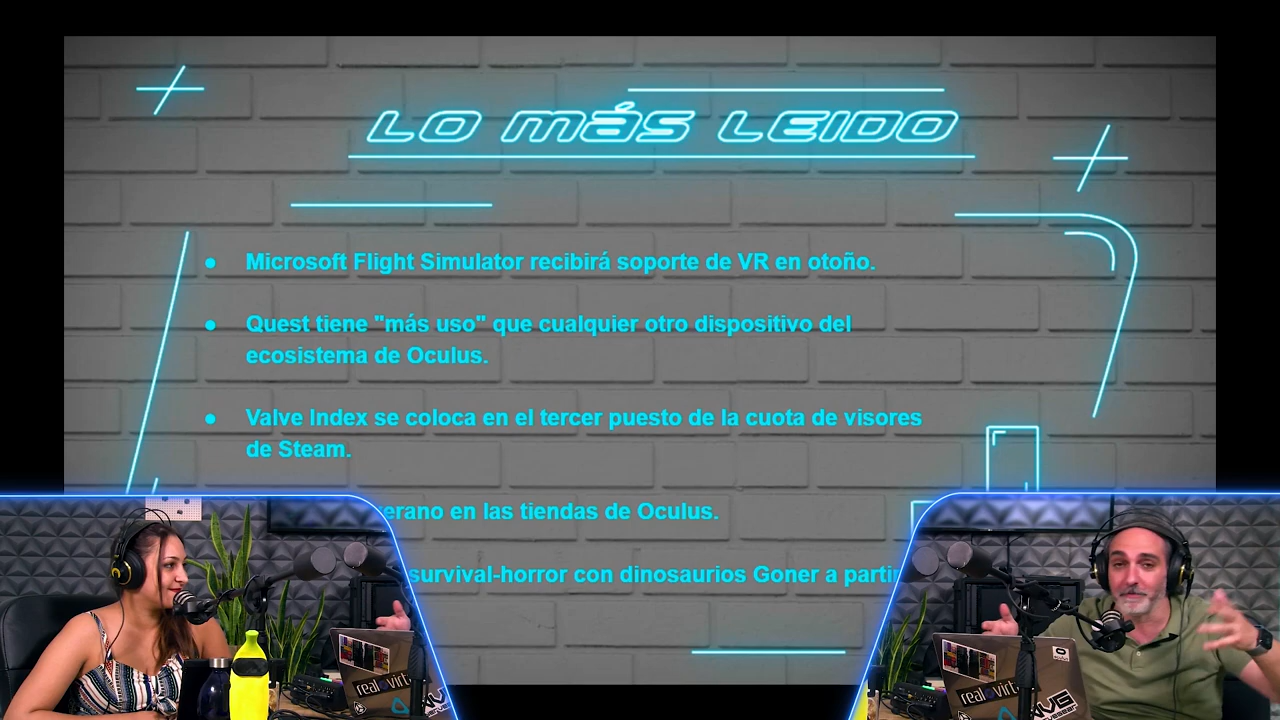 LO MÁS LEIDO
● Microsoft Flight Simulator recibirá soporte de VR en otoño.
● Quest tiene "más uso" que cualquier otro dispositivo del
ecosistema de Oculus.
● Valve Index se coloca en el tercer puesto de la cuota de visores
de Steam.
erano en las tiendas de Oculus.
survival-horror con dinosaurios Goner a partir